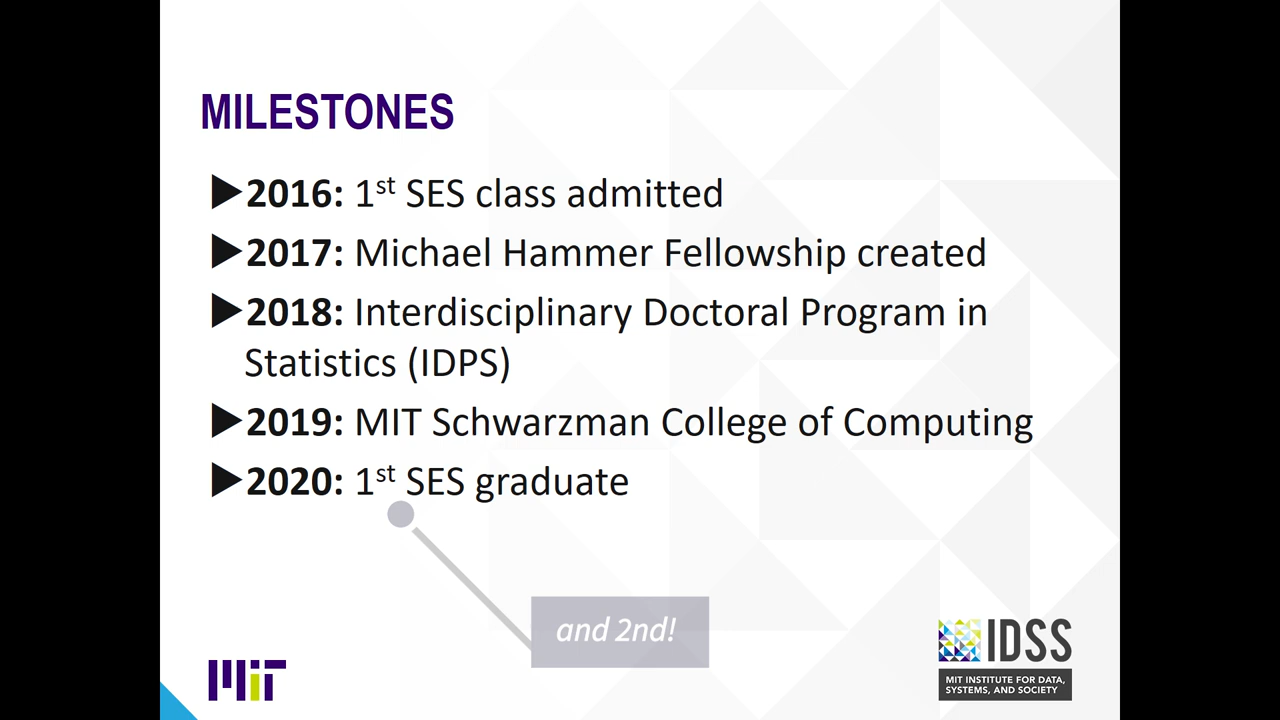 MILESTONES
▶2016: 1st SES class admitted
▶2017: Michael Hammer Fellowship created
▶2018: Interdisciplinary Doctoral Program in
Statistics (IDPS)
▶2019: MIT Schwarzman College of Computing
▶2020: 1st SES graduate
and 2nd!
MIT
IDSS
MIT INSTITUTE FOR DATA,
SYSTEMS, AND SOCIETY